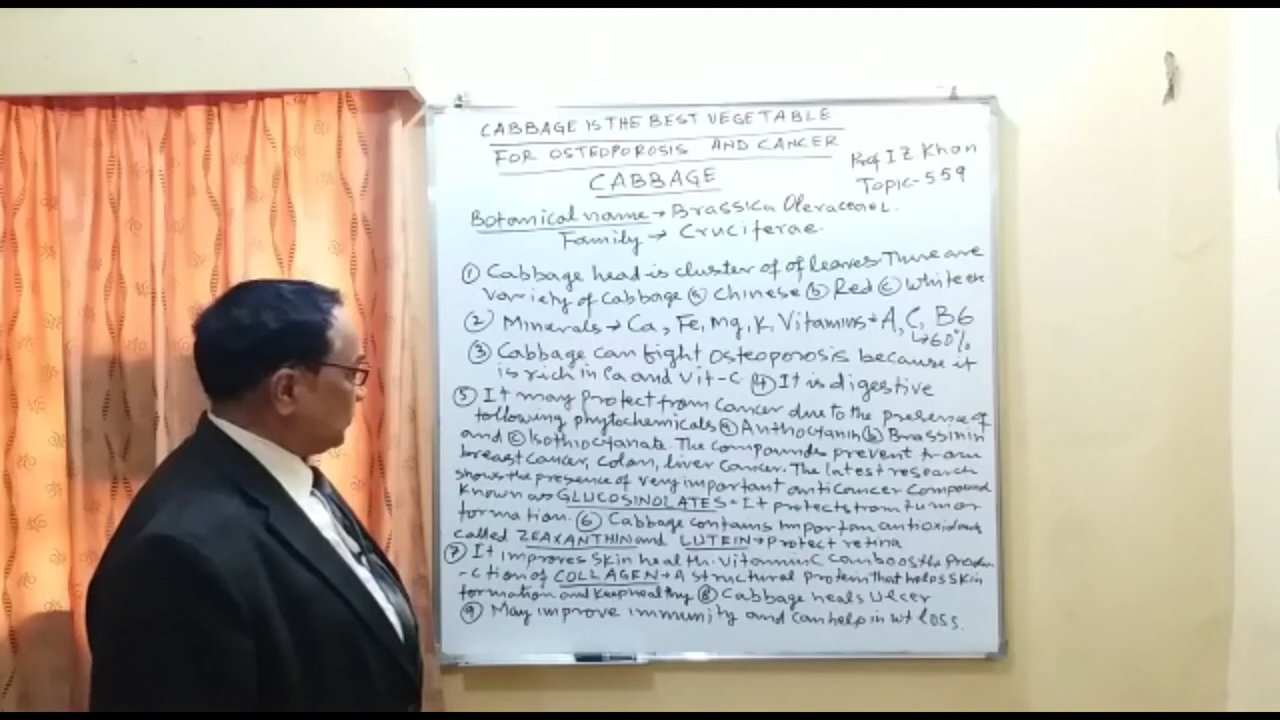 CABBAGE IS THE BEST VEGETABLE
FOR OSTEOPOROSIS AND CANCER
CABBAGE
Prof I Z Khan
Topic-559
Botanical name → Brassica Oleracea L.
Family → Cruciferae.
① Cabbage head is cluster of of leaves. There are
variety of cabbage ⓐ Chinese ⓑ Red ⓒ White etc
② Minerals → Ca, Fe, Mg, K, Vitamins → A, C, B6
↳ 60%
③ Cabbage can fight osteoporosis because it
is rich in Ca and Vit-C ④ It is digestive
⑤ It may protect from cancer due to the presence of
following phytochemicals ⓐ Anthocyanin ⓑ Brassinin
and ⓒ Isothiocyanate. The compounds prevent from
breast cancer, colon, liver cancer. The latest research
shows the presence of very important anticancer compound
known as GLUCOSINOLATES - It protects from tumor
formation. ⑥ Cabbage contains importan antioxidants
called ZEAXANTHIN and LUTEIN → protect retina
⑦ It improves skin health. Vitamin C can boost the produ
-ction of COLLAGEN → A structural protein that helps skin
formation and keep healthy ⑧ Cabbage heals Ulcer
⑨ May improve immunity and can help in wt loss.